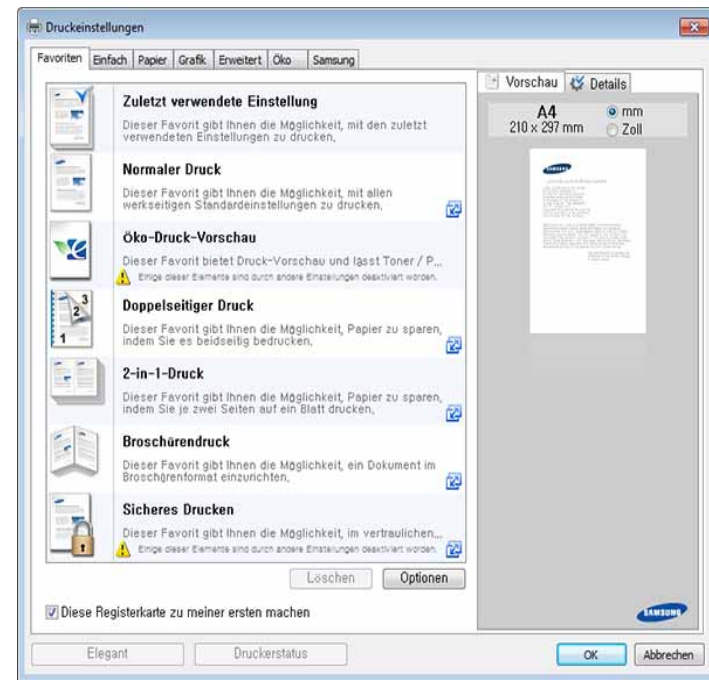 Druckeinstellungen
Favoriten Einfach Papier Grafik Erweitert Öko Samsung
Zuletzt verwendete Einstellung
Dieser Favorit gibt Ihnen die Möglichkeit, mit den zuletzt
verwendeten Einstellungen zu drucken.
Normaler Druck
Dieser Favorit gibt Ihnen die Möglichkeit, mit allen
werkseitigen Standardeinstellungen zu drucken.
Öko-Druck-Vorschau
Dieser Favorit bietet Druck-Vorschau und lässt Toner / P...
Einige dieser Elemente sind durch andere Einstellungen deaktiviert worden.
Doppelseitiger Druck
Dieser Favorit gibt Ihnen die Möglichkeit, Papier zu sparen,
indem Sie es beidseitig bedrucken.
2-in-1-Druck
Dieser Favorit gibt Ihnen die Möglichkeit, Papier zu sparen,
indem Sie je zwei Seiten auf ein Blatt drucken.
Broschürendruck
Dieser Favorit gibt Ihnen die Möglichkeit, ein Dokument im
Broschürenformat einzurichten.
Sicheres Drucken
Dieser Favorit gibt Ihnen die Möglichkeit, im vertraulichen...
Einige dieser Elemente sind durch andere Einstellungen deaktiviert worden.
Löschen Optionen
Diese Registerkarte zu meiner ersten machen
Elegant Druckerstatus
Vorschau Details
A4
210 x 297 mm
mm
Zoll
SAMSUNG
1 2 3
SAMSUNG
OK Abbrechen